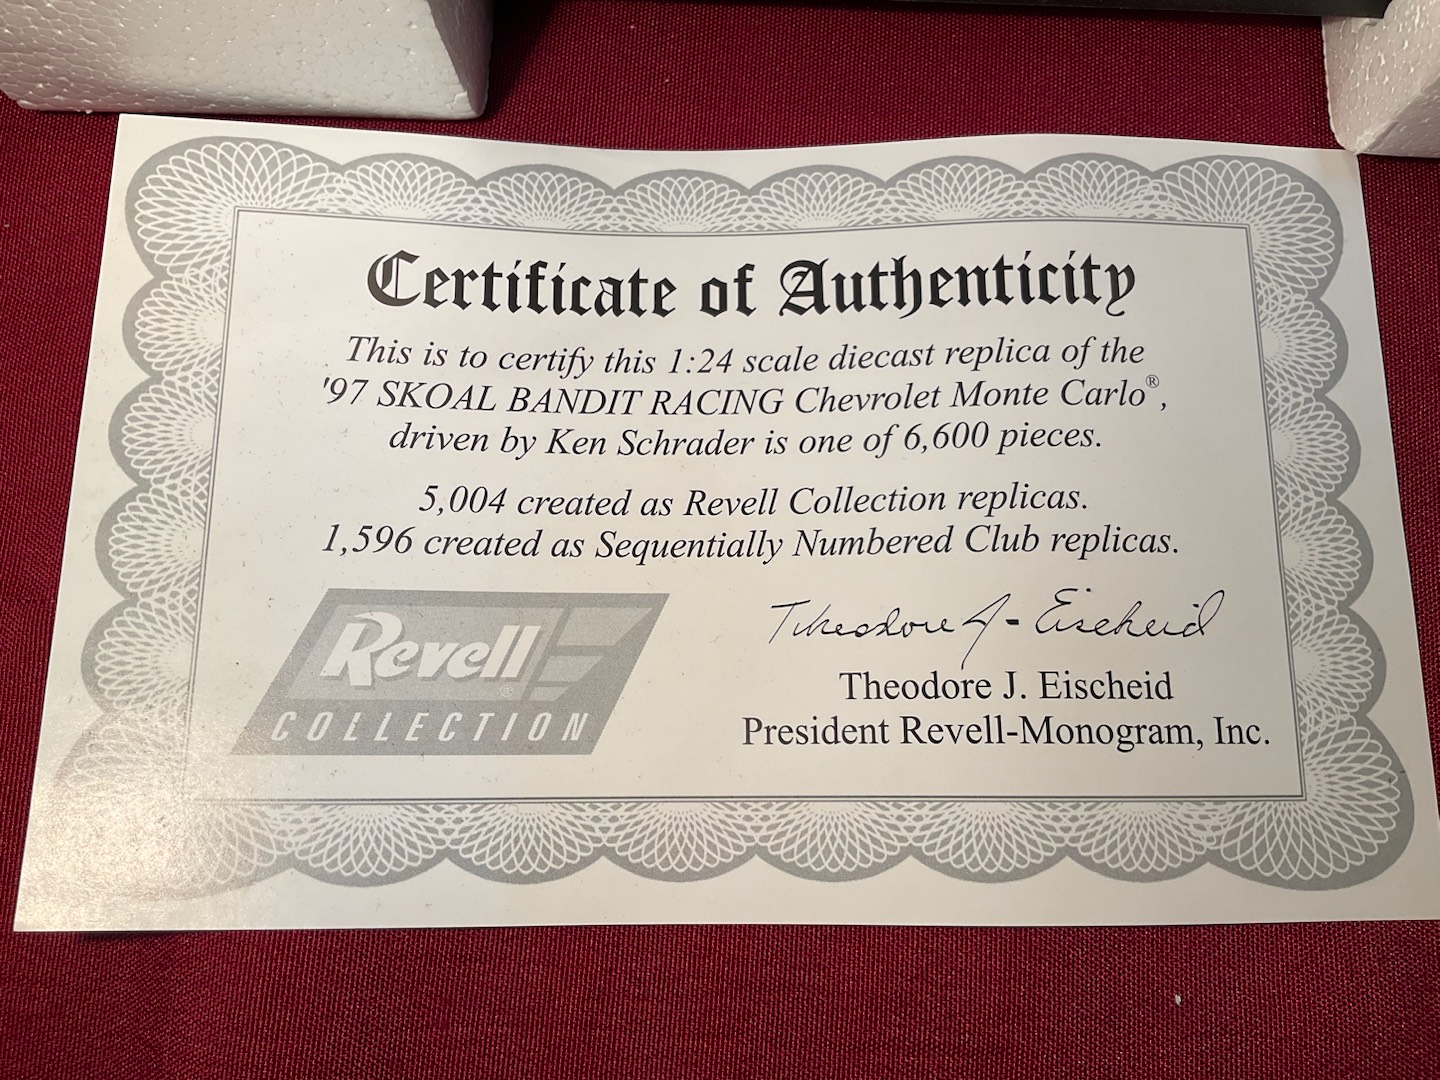 Certificate of Authenticity
This is to certify this 1:24 scale diecast replica of the
'97 SKOAL BANDIT RACING Chevrolet Monte Carlo®,
driven by Ken Schrader is one of 6,600 pieces.
5,004 created as Revell Collection replicas.
1,596 created as Sequentially Numbered Club replicas.
Revell®
COLLECTION
Theodore J. Eischeid
Theodore J. Eischeid
President Revell-Monogram, Inc.